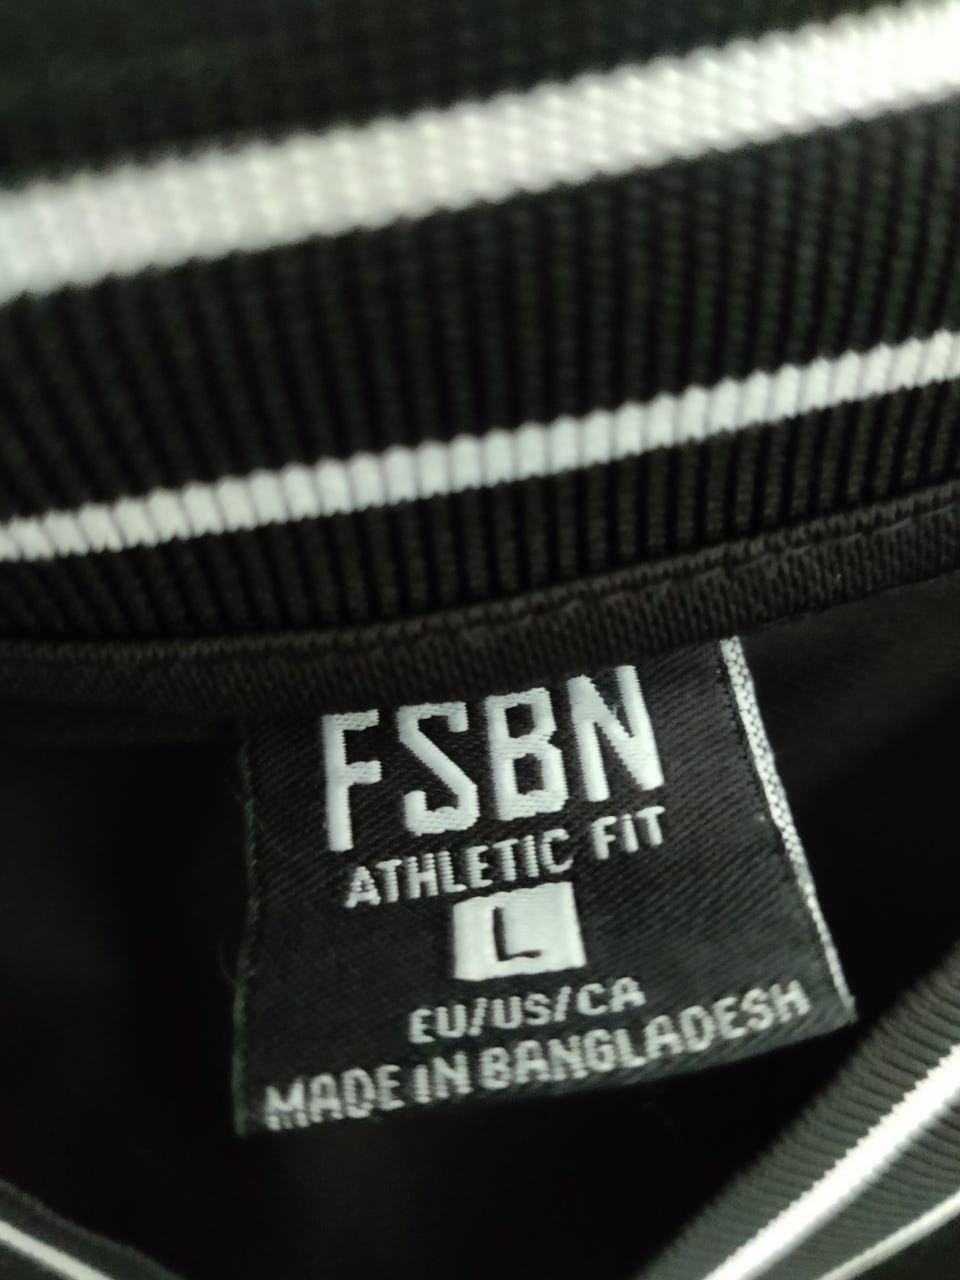 FSBN
ATHLETIC FIT
L
EU/US/CA
MADE IN BANGLADESH